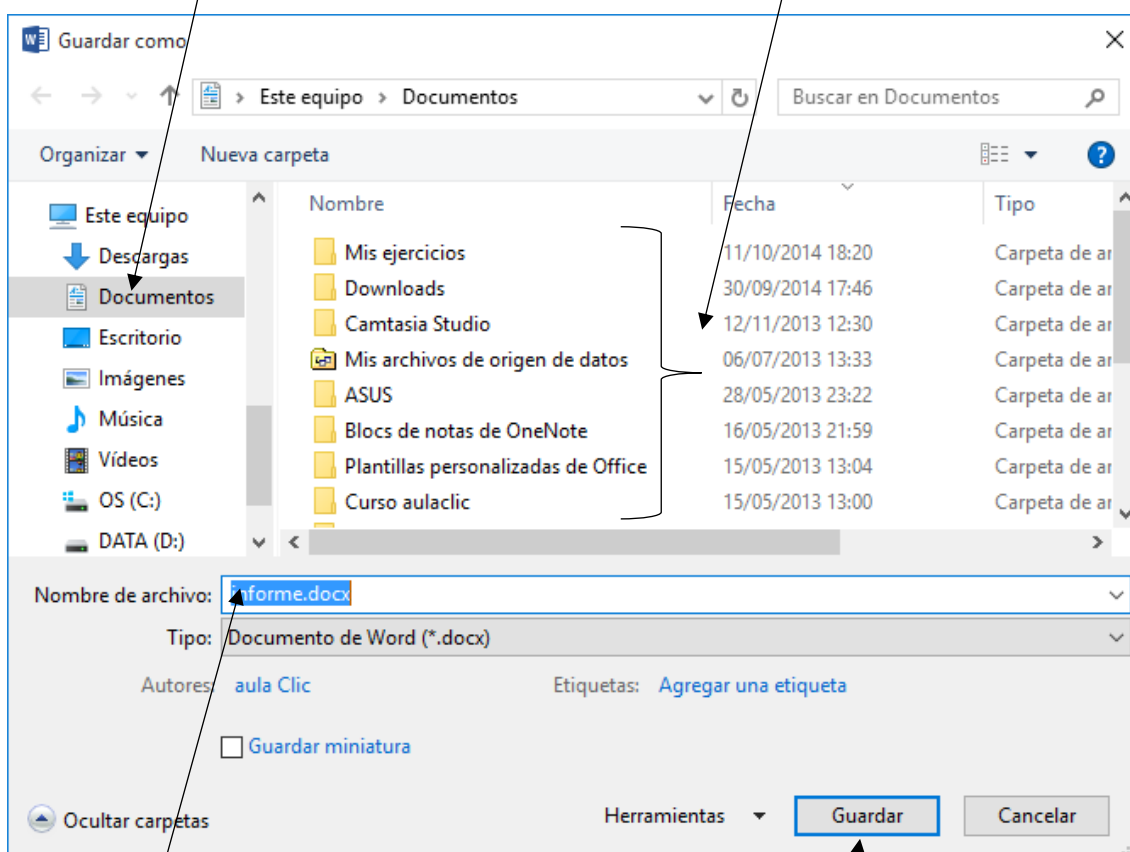 Guardar como
Este equipo > Documentos
Buscar en Documentos
Organizar
Nueva carpeta
Nombre Fecha Tipo
Este equipo
Descargas
Documentos
Escritorio
Imágenes
Música
Vídeos
OS (C:)
DATA (D:)
Mis ejercicios 11/10/2014 18:20 Carpeta de ar
Downloads 30/09/2014 17:46 Carpeta de ar
Camtasia Studio 12/11/2013 12:30 Carpeta de ar
Mis archivos de origen de datos 06/07/2013 13:33 Carpeta de ar
ASUS 28/05/2013 23:22 Carpeta de ar
Blocs de notas de OneNote 16/05/2013 21:59 Carpeta de ar
Plantillas personalizadas de Office 15/05/2013 13:04 Carpeta de ar
Curso aulaclic 15/05/2013 13:00 Carpeta de ar
Nombre de archivo: informe.docx
Tipo: Documento de Word (*.docx)
Autores: aula Clic Etiquetas: Agregar una etiqueta
Guardar miniatura
Ocultar carpetas Herramientas Guardar Cancelar